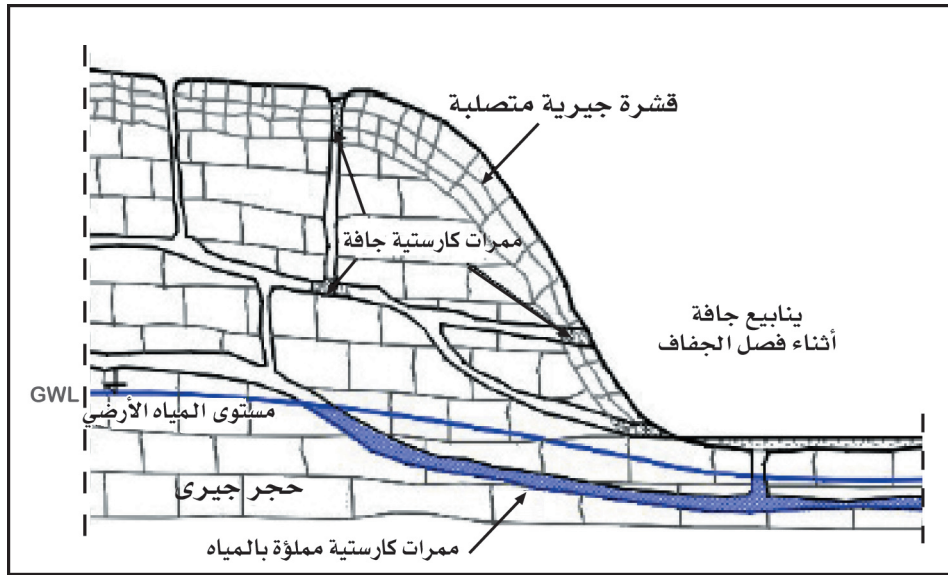 قشرة جيرية متصلبة
ممرات كارستية جافة
ينابيع جافة
أثناء فصل الجفاف
GWL
مستوى المياه الأرضي
حجر جيرى
ممرات كارستية مملؤة بالمياه